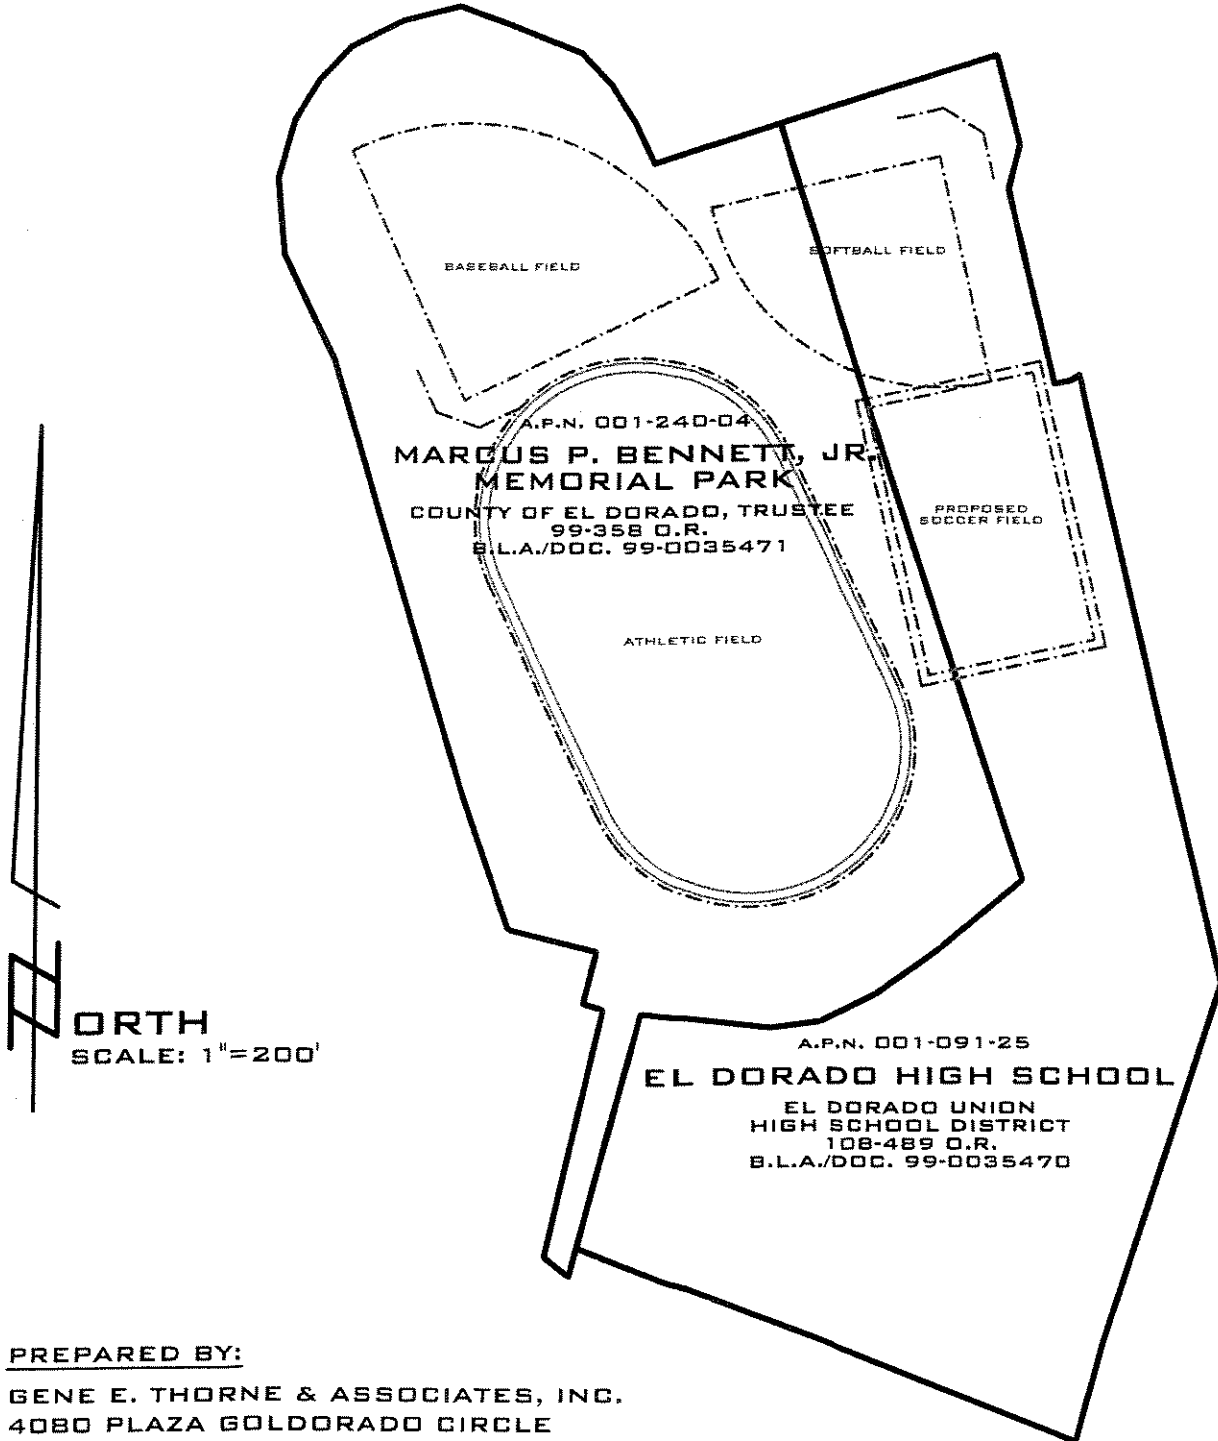 BASEBALL FIELD
SOFTBALL FIELD
A.P.N. 001-240-04
MARCUS P. BENNETT, JR.
MEMORIAL PARK
COUNTY OF EL DORADO, TRUSTEE
99-358 O.R.
B.L.A./DOC. 99-0035471
PROPOSED
SOCCER FIELD
ATHLETIC FIELD
NORTH
SCALE: 1"=200'
A.P.N. 001-091-25
EL DORADO HIGH SCHOOL
EL DORADO UNION
HIGH SCHOOL DISTRICT
108-489 O.R.
B.L.A./DOC. 99-0035470
PREPARED BY:
GENE E. THORNE & ASSOCIATES, INC.
4080 PLAZA GOLDORADO CIRCLE